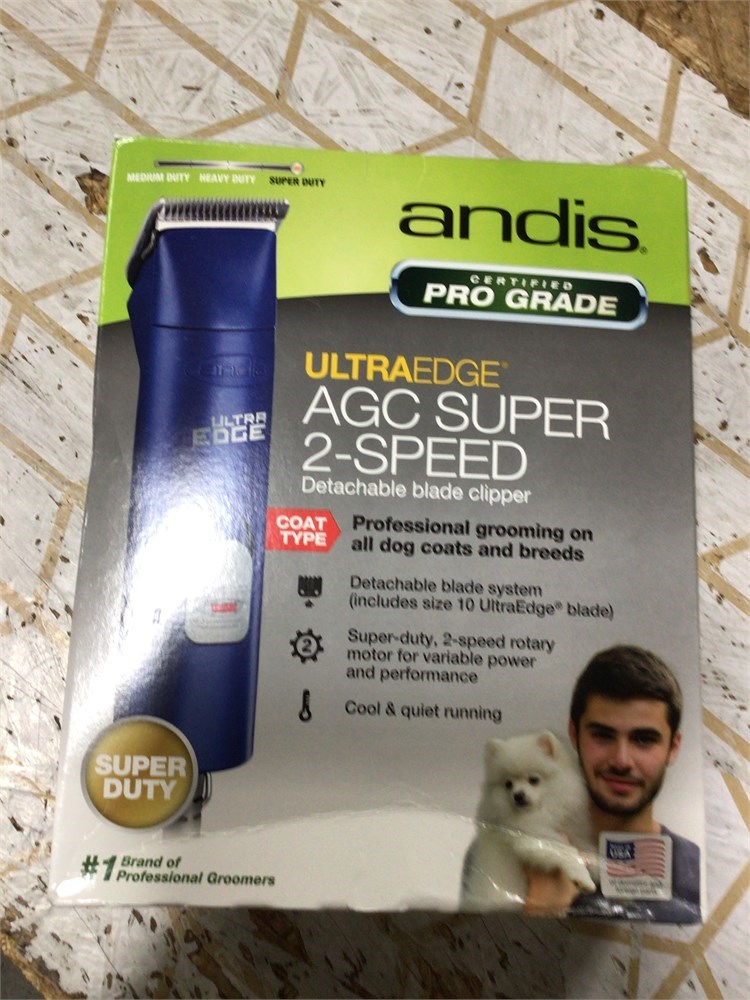 MEDIUM DUTY HEAVY DUTY SUPER DUTY
andis.
CERTIFIED
PRO GRADE
andis
ULTRA
EDGE
ULTRAEDGE®
AGC SUPER
2-SPEED
Detachable blade clipper
COAT
TYPE
Professional grooming on
all dog coats and breeds
Detachable blade system
(includes size 10 UltraEdge® blade)
2
Super-duty, 2-speed rotary
motor for variable power
and performance
Cool & quiet running
SUPER
DUTY
#1 Brand of
Professional Groomers
USA